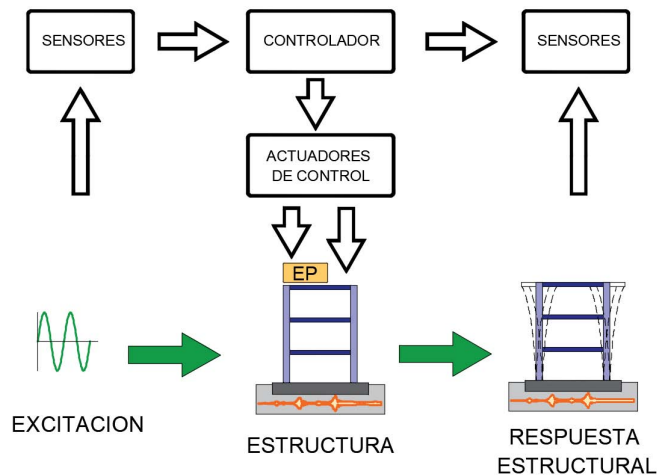 SENSORES
CONTROLADOR
SENSORES
ACTUADORES
DE CONTROL
EP
EXCITACION
ESTRUCTURA
RESPUESTA
ESTRUCTURAL